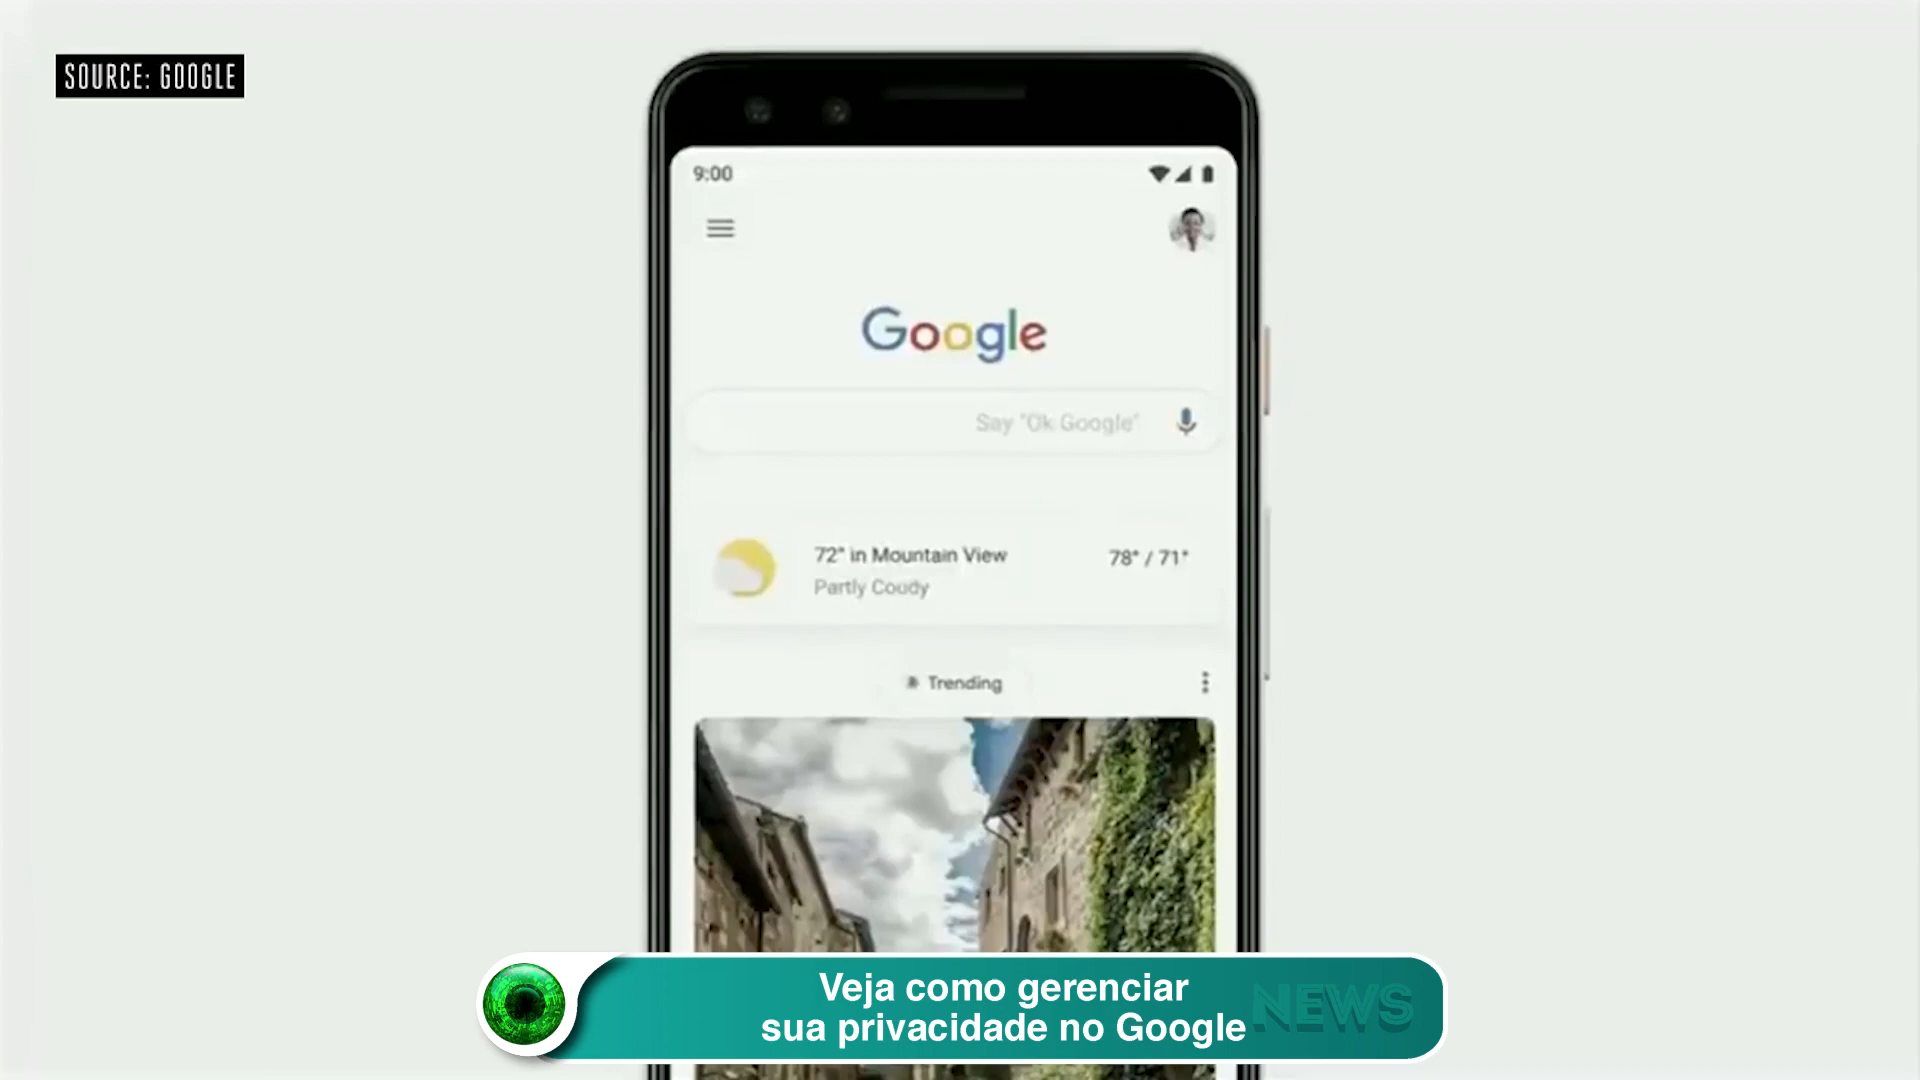 SOURCE: GOOGLE
9:00
Google
Say "Ok Google"
72° in Mountain View
78° / 71°
Partly Coudy
Trending
Veja como gerenciar
sua privacidade no Google
NEWS